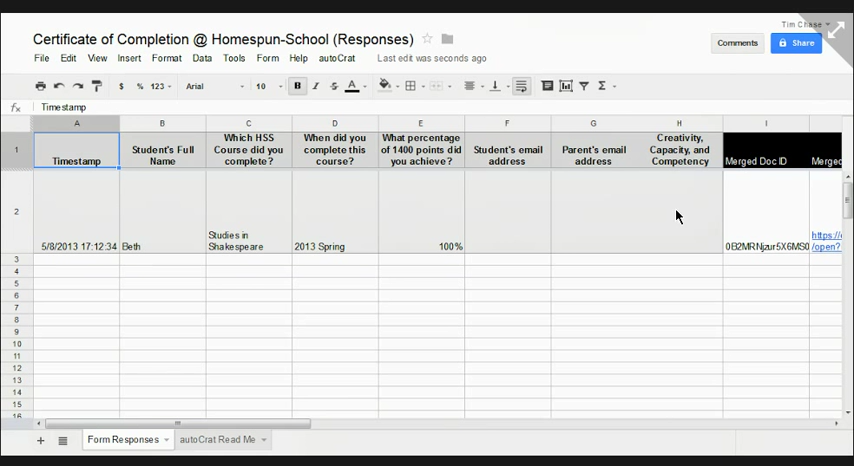 Tim Chase
Certificate of Completion @ Homespun-School (Responses)
Comments
Share
File Edit View Insert Format Data Tools Form Help autoCrat Last edit was seconds ago
$ % 123 Arial 10 B I S A Σ
fx Timestamp
A B C D E F G H I
1 Timestamp
Student's Full
Name
Which HSS
Course did you
complete?
When did you
complete this
course?
What percentage
of 1400 points did
you achieve?
Student's email
address
Parent's email
address
Creativity,
Capacity, and
Competency
Merged Doc ID
Merged
2 5/8/2013 17:12:34 Beth
Studies in
Shakespeare
2013 Spring
100%
0B2MRNjzur5X6MS0
https://
/open?
3
4
5
6
7
8
9
10
11
12
13
14
15
16
Form Responses autoCrat Read Me